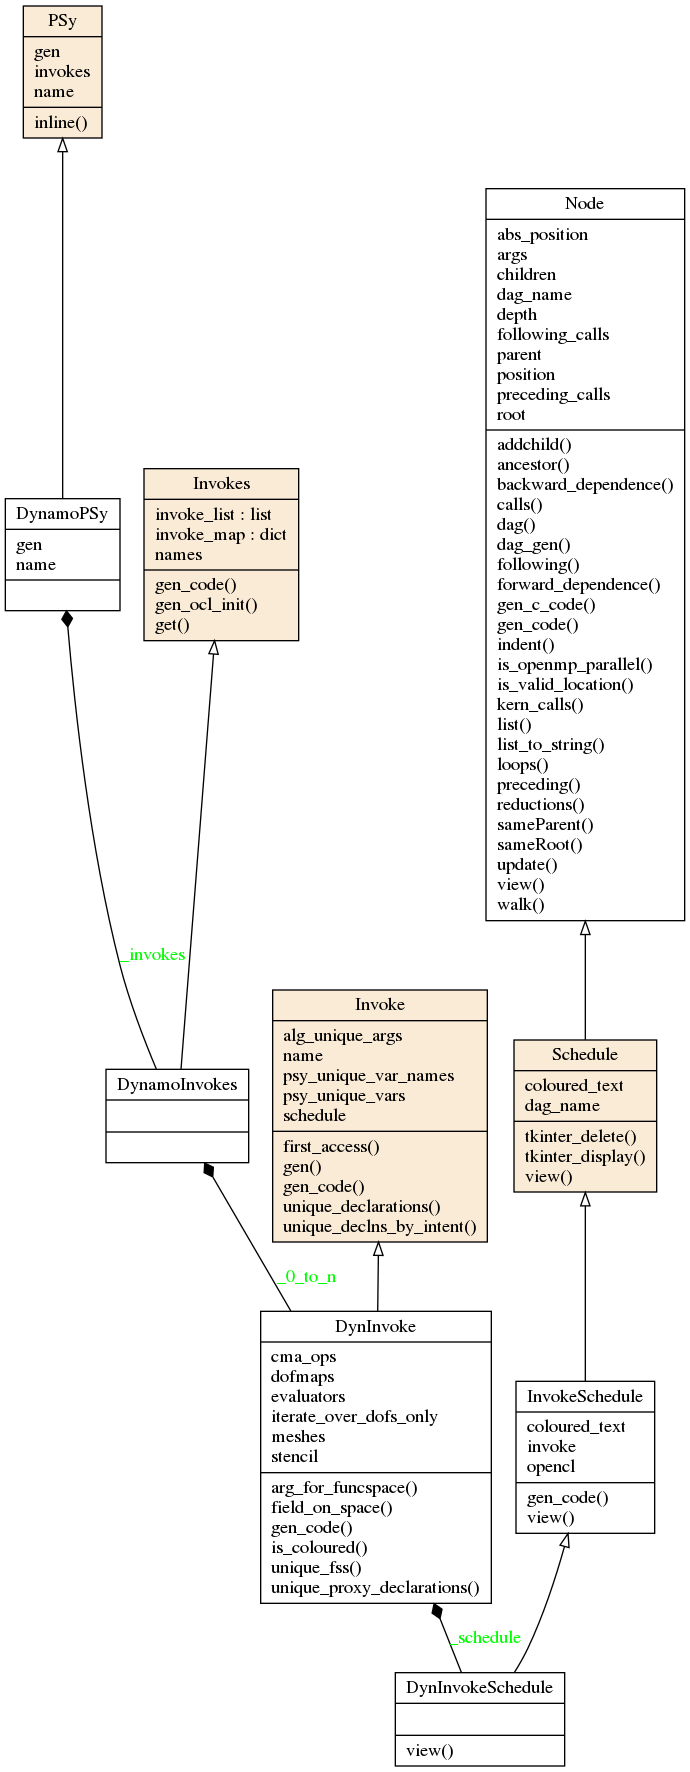 PSy
gen
invokes
name
inline()
Node
abs_position
args
children
dag_name
depth
following_calls
parent
position
preceding_calls
root
addchild()
ancestor()
backward_dependence()
calls()
dag()
dag_gen()
following()
forward_dependence()
gen_c_code()
gen_code()
indent()
is_openmp_parallel()
is_valid_location()
kern_calls()
list()
list_to_string()
loops()
preceding()
reductions()
sameParent()
sameRoot()
update()
view()
walk()
Invokes
invoke_list : list
invoke_map : dict
names
gen_code()
gen_ocl_init()
get()
DynamoPSy
gen
name
_invokes
Invoke
alg_unique_args
name
psy_unique_var_names
psy_unique_vars
schedule
first_access()
gen()
gen_code()
unique_declarations()
unique_declns_by_intent()
Schedule
coloured_text
dag_name
tkinter_delete()
tkinter_display()
view()
DynamoInvokes
_0_to_n
DynInvoke
cma_ops
dofmaps
evaluators
iterate_over_dofs_only
meshes
stencil
arg_for_funcspace()
field_on_space()
gen_code()
is_coloured()
unique_fss()
unique_proxy_declarations()
InvokeSchedule
coloured_text
invoke
opencl
gen_code()
view()
_schedule
DynInvokeSchedule
view()